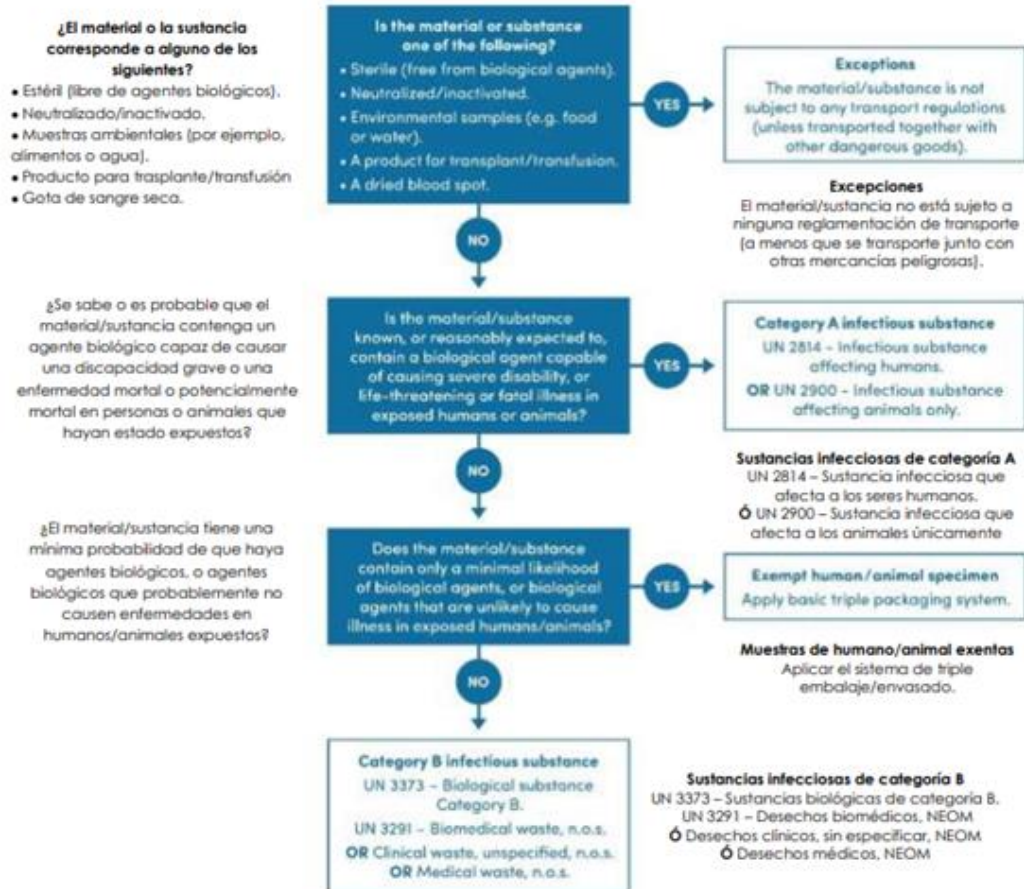 ¿El material o la sustancia
corresponde a alguno de los
siguientes?
• Estéril (libre de agentes biológicos).
• Neutralizado/inactivado.
• Muestras ambientales (por ejemplo,
alimentos o agua).
• Producto para trasplante/transfusión
• Gota de sangre seca.
Is the material or substance
one of the following?
• Sterile (free from biological agents).
• Neutralized/inactivated.
• Environmental samples (e.g. food
or water).
• A product for transplant/transfusion.
• A dried blood spot.
YES
Exceptions
The material/substance is not
subject to any transport regulations
(unless transported together with
other dangerous goods).
Excepciones
El material/sustancia no está sujeto a
ninguna reglamentación de transporte
(a menos que se transporte junto con
otras mercancías peligrosas).
NO
¿Se sabe o es probable que el
material/sustancia contenga un
agente biológico capaz de causar
una discapacidad grave o una
enfermedad mortal o potencialmente
mortal en personas o animales que
hayan estado expuestos?
Is the material/substance
known, or reasonably expected to,
contain a biological agent capable
of causing severe disability, or
life-threatening or fatal illness in
exposed humans or animals?
YES
Category A infectious substance
UN 2814 – Infectious substance
affecting humans.
OR UN 2900 – Infectious substance
affecting animals only.
Sustancias infecciosas de categoría A
UN 2814 – Sustancia infecciosa que
afecta a los seres humanos.
Ó UN 2900 – Sustancia infecciosa que
afecta a los animales únicamente
NO
¿El material/sustancia tiene una
mínima probabilidad de que haya
agentes biológicos, o agentes
biológicos que probablemente no
causen enfermedades en
humanos/animales expuestos?
Does the material/substance
contain only a minimal likelihood
of biological agents, or biological
agents that are unlikely to cause
illness in exposed humans/animals?
YES
Exempt human/animal specimen
Apply basic triple packaging system.
Muestras de humano/animal exentas
Aplicar el sistema de triple
embalaje/envasado.
NO
Category B infectious substance
UN 3373 – Biological substance
Category B.
UN 3291 – Biomedical waste, n.o.s.
OR Clinical waste, unspecified, n.o.s.
OR Medical waste, n.o.s.
Sustancias infecciosas de categoría B
UN 3373 – Sustancias biológicas de categoría B.
UN 3291 – Desechos biomédicos, NEOM
Ó Desechos clínicos, sin especificar, NEOM
Ó Desechos médicos, NEOM